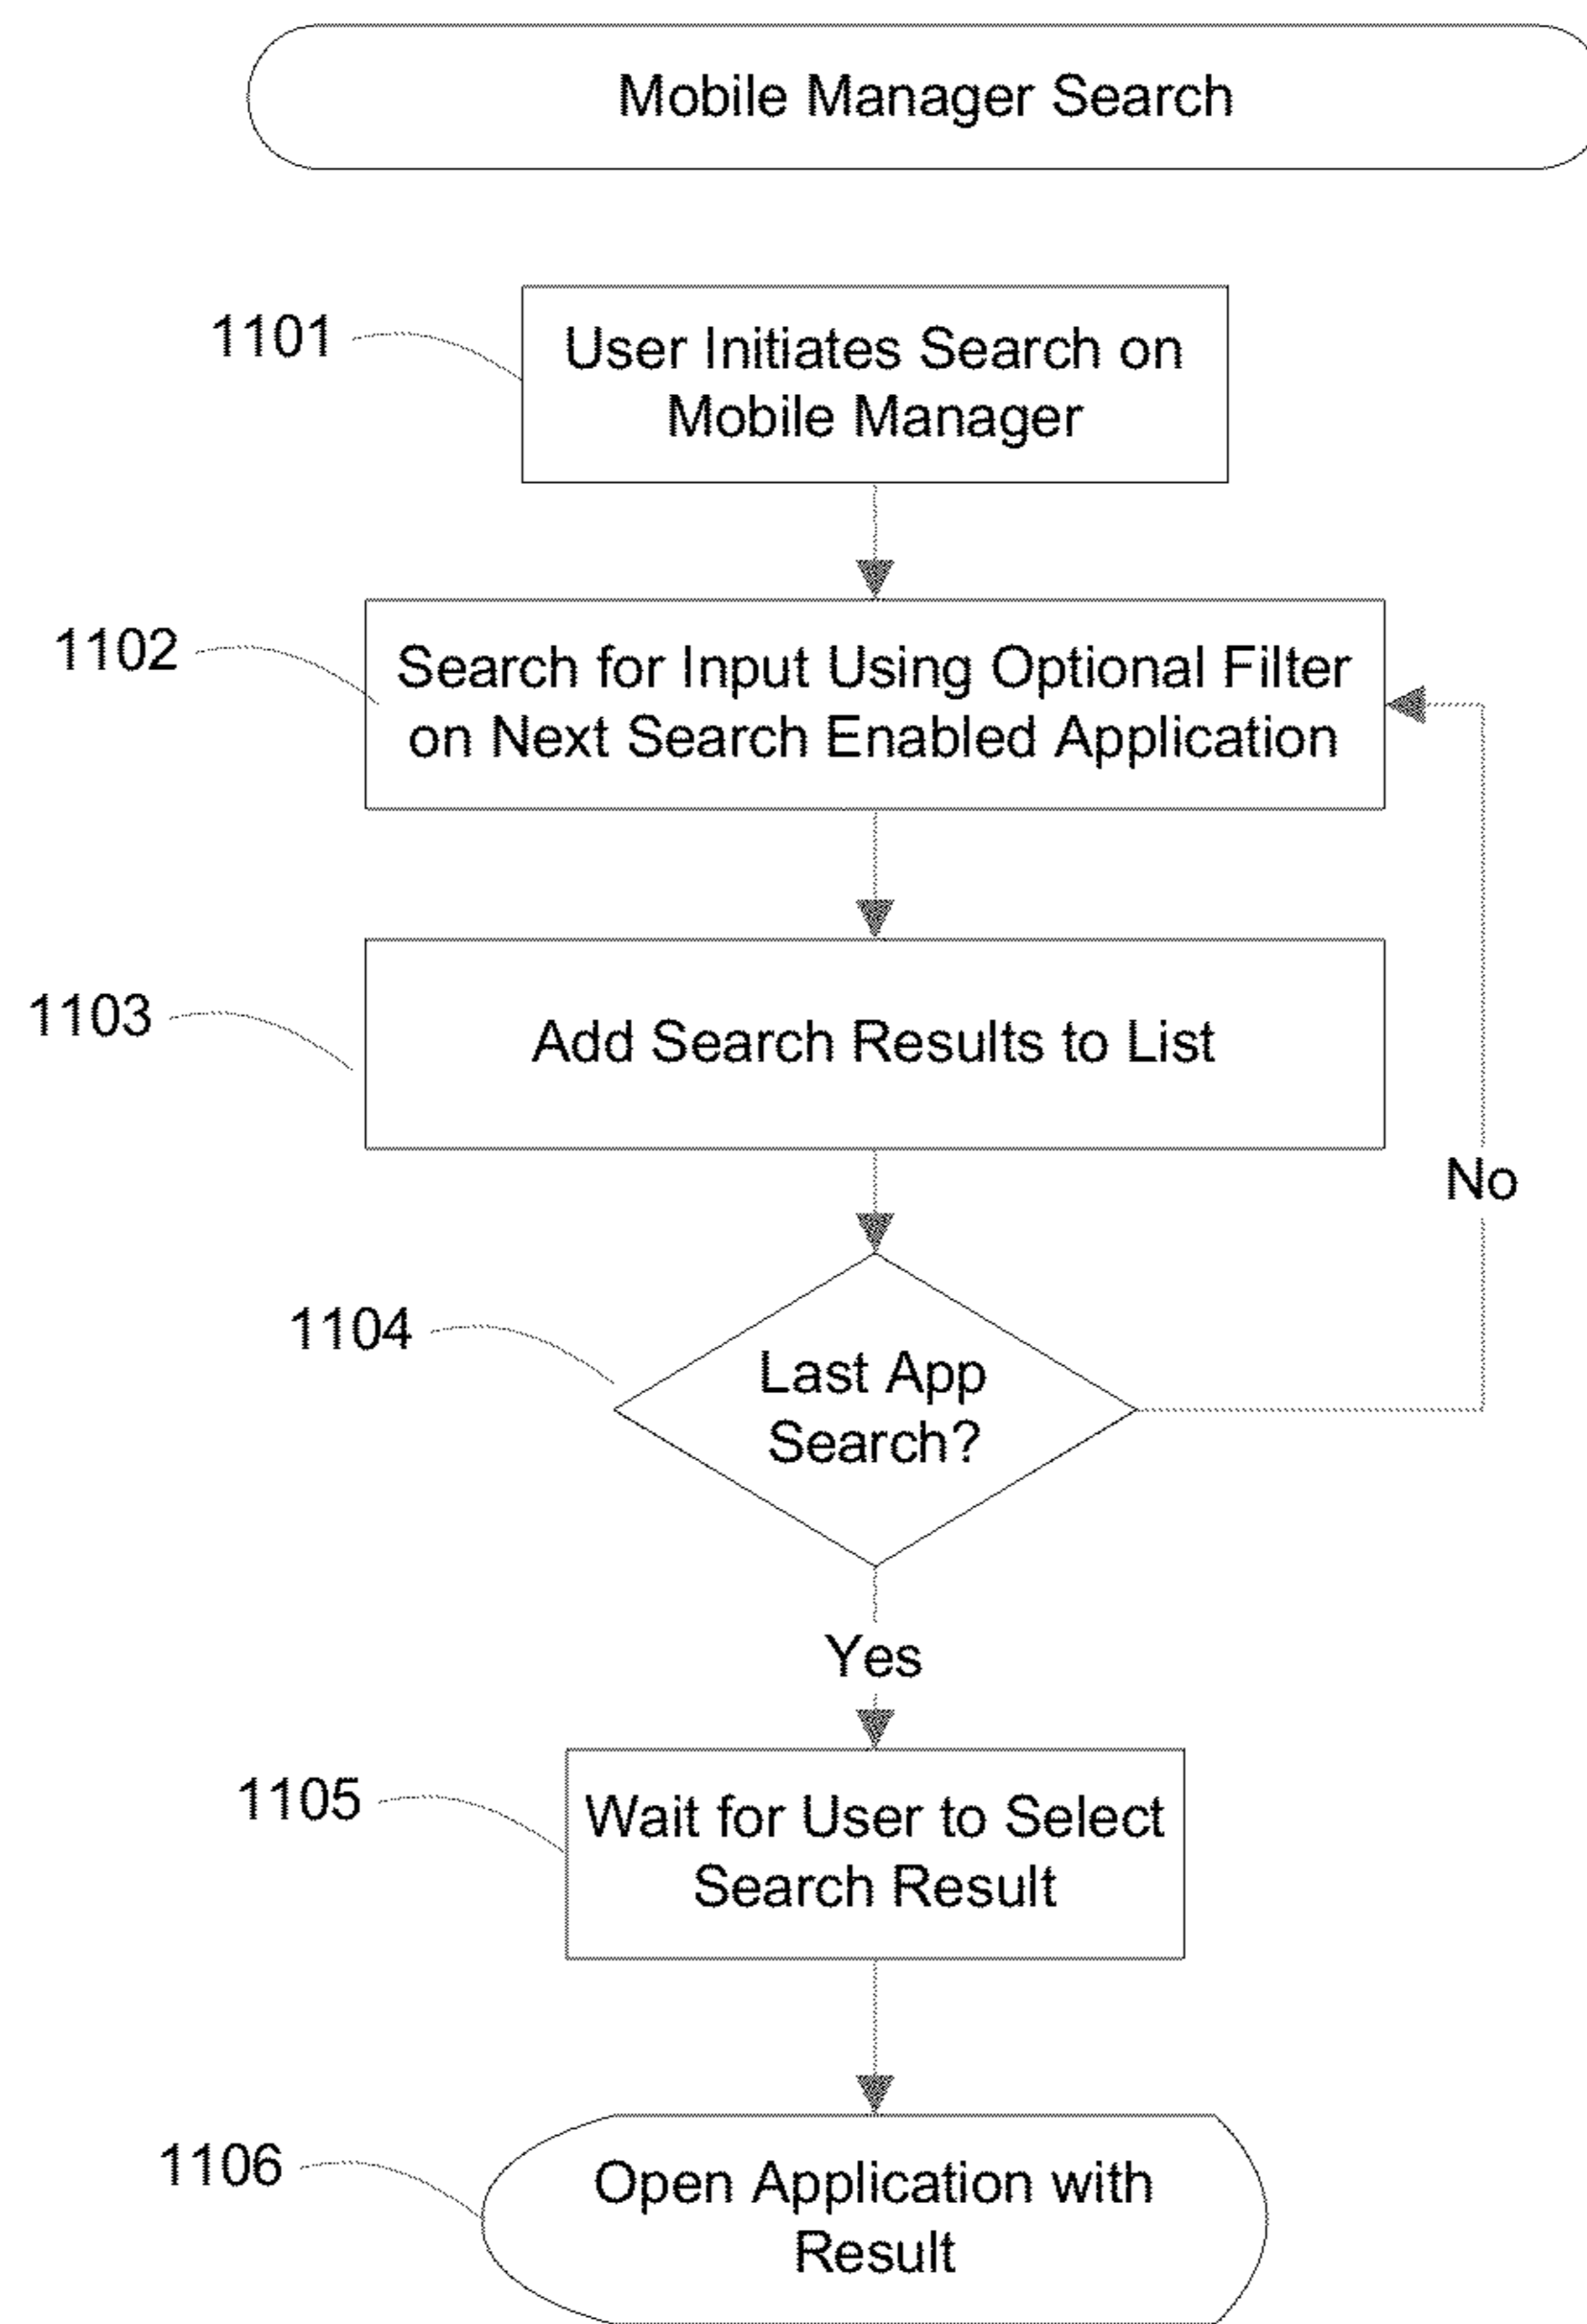 Mobile Manager Search
1101
User Initiates Search on
Mobile Manager
1102
Search for Input Using Optional Filter
on Next Search Enabled Application
1103
Add Search Results to List
No
1104
Last App
Search?
Yes
1105
Wait for User to Select
Search Result
1106
Open Application with
Result